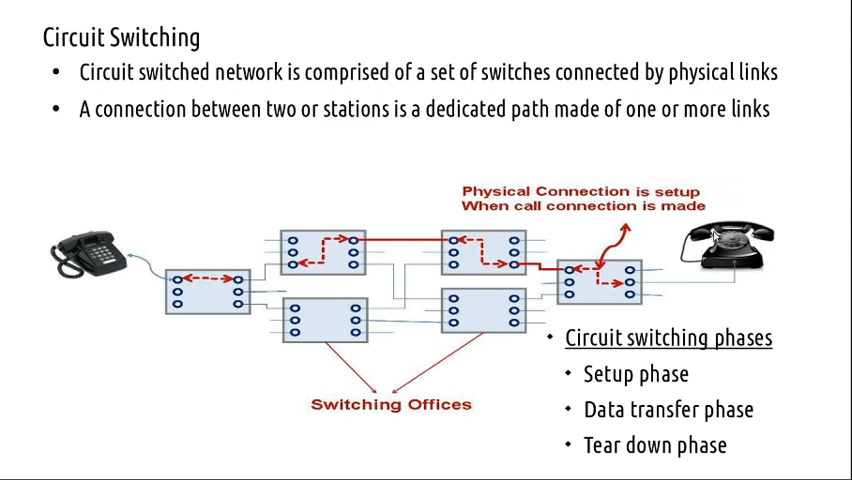 Circuit Switching
• Circuit switched network is comprised of a set of switches connected by physical links
• A connection between two or stations is a dedicated path made of one or more links
Physical Connection is setup
When call connection is made
Switching Offices
• Circuit switching phases
• Setup phase
• Data transfer phase
• Tear down phase